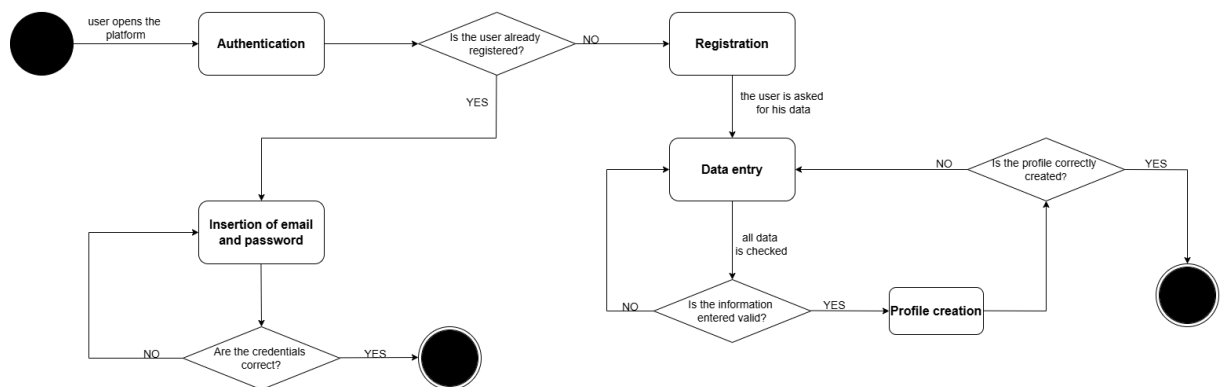 user opens the
platform
Authentication
Is the user already
registered?
NO
Registration
YES
the user is asked
for his data
Data entry
NO
Is the profile correctly
created?
YES
Insertion of email
and password
all data
is checked
NO
Is the information
entered valid?
YES
Profile creation
NO
Are the credentials
correct?
YES